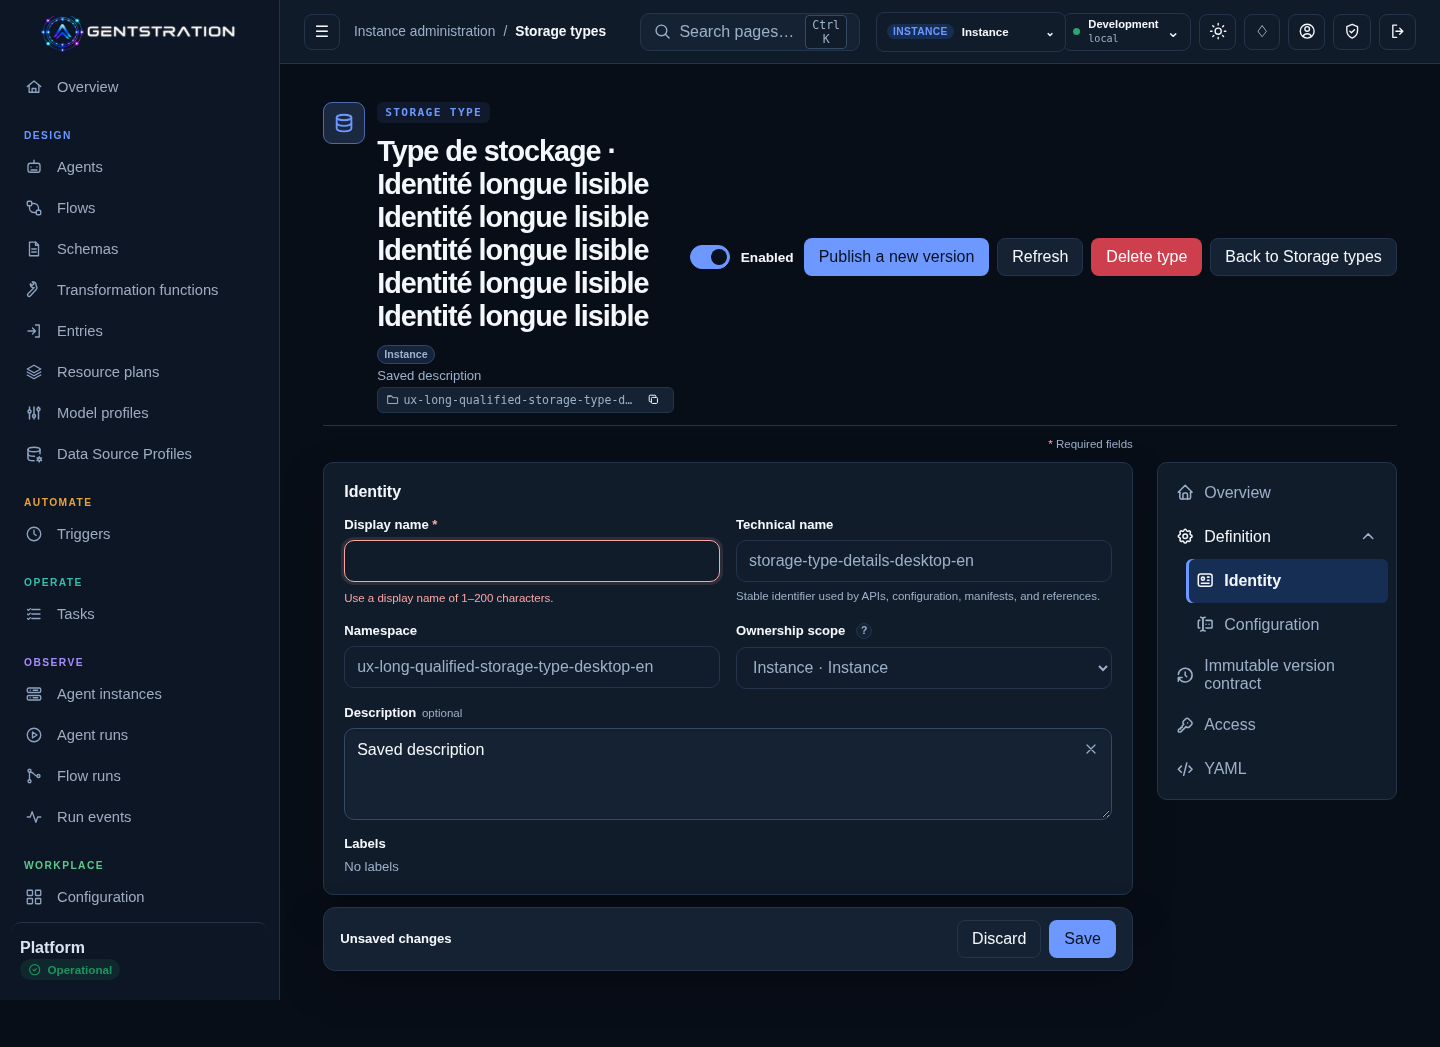 GENTSTRATION
Overview
DESIGN
Agents
Flows
Schemas
Transformation functions
Entries
Resource plans
Model profiles
Data Source Profiles
AUTOMATE
Triggers
OPERATE
Tasks
OBSERVE
Agent instances
Agent runs
Flow runs
Run events
WORKPLACE
Configuration
Platform
Operational
Instance administration / Storage types
Search pages…
Ctrl
K
INSTANCE Instance
Development
local
STORAGE TYPE
Type de stockage ·
Identité longue lisible
Identité longue lisible
Identité longue lisible
Identité longue lisible
Identité longue lisible
Instance
Saved description
ux-long-qualified-storage-type-d…
Enabled
Publish a new version
Refresh
Delete type
Back to Storage types
* Required fields
Identity
Display name *
Use a display name of 1–200 characters.
Technical name
storage-type-details-desktop-en
Stable identifier used by APIs, configuration, manifests, and references.
Namespace
ux-long-qualified-storage-type-desktop-en
Ownership scope ?
Instance · Instance
Description optional
Saved description
Labels
No labels
Unsaved changes
Discard
Save
Overview
Definition
Identity
Configuration
Immutable version
contract
Access
YAML